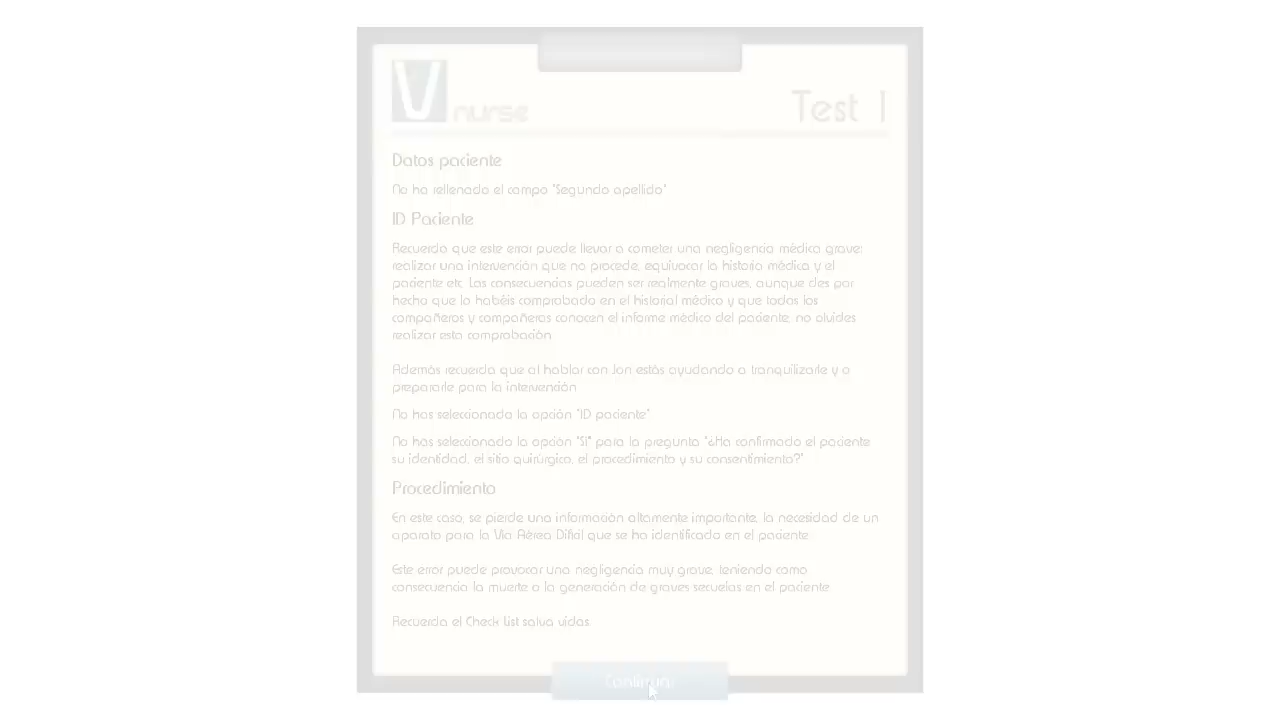 V nurse
Test 1
Datos paciente
No ha rellenado el campo "Segundo apellido"
ID Paciente
Recuerda que este error puede llevar a cometer una negligencia médica grave:
realizar una intervención que no procede, equivocar la historia médica y el
paciente etc. Las consecuencias pueden ser realmente graves, aunque des por
hecho que lo habéis comprobado en el historial médico y que todos los
compañeros y compañeras conocen el informe médico del paciente, no olvides
realizar esta comprobación.
Además recuerda que al hablar con Jon estás ayudando a tranquilizarle y a
prepararle para la intervención
No has seleccionado la opción "ID paciente"
No has seleccionado la opción "Si" para la pregunta "¿Ha confirmado el paciente
su identidad, el sitio quirúrgico, el procedimiento y su consentimiento?"
Procedimiento
En este caso, se pierde una información altamente importante, la necesidad de un
aparato para la Vía Aérea Difícil que se ha identificado en el paciente.
Este error puede provocar una negligencia muy grave, teniendo como
consecuencia la muerte o la generación de graves secuelas en el paciente
Recuerda el Check List salva vidas.
Continuar